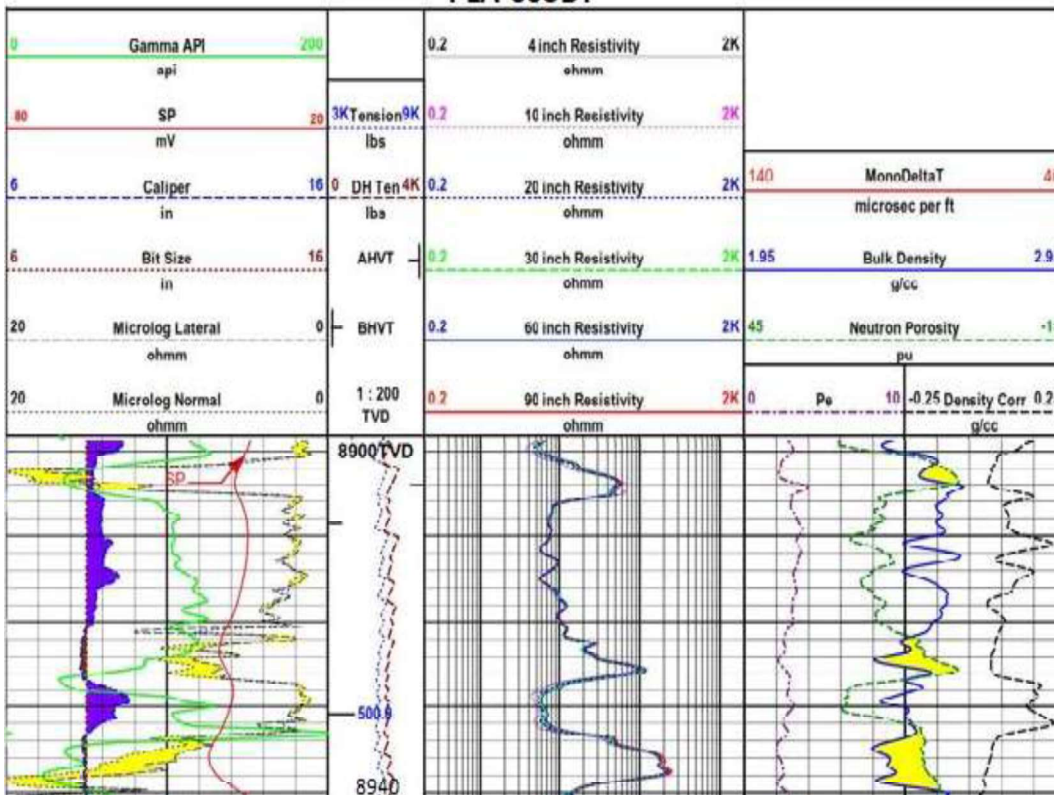 0 Gamma API 200
api
80 SP 20
mV
6 Caliper 16
in
6 Bit Size 16
in
20 Microlog Lateral 0
ohmm
20 Microlog Normal 0
ohmm
3K Tension 9K
lbs
0 DH Ten 4K
lbs
AHVT
BHVT
1 : 200
TVD
0.2 4 inch Resistivity 2K
ohmm
0.2 10 inch Resistivity 2K
ohmm
0.2 20 inch Resistivity 2K
ohmm
0.2 30 inch Resistivity 2K
ohmm
0.2 60 inch Resistivity 2K
ohmm
0.2 90 inch Resistivity 2K
ohmm
140 MonoDeltaT
microsec per ft
1.95 Bulk Density 2.9
g/cc
45 Neutron Porosity -1
pu
0 Pe 10
-0.25 Density Corr 0.2
g/cc
8900TVD
SP
500.9
8940